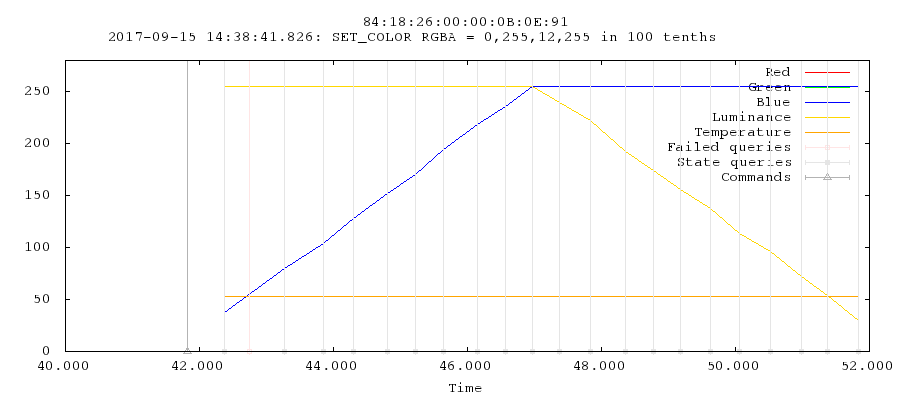 84:18:26:00:00:0B:0E:91
2017-09-15 14:38:41.826: SET_COLOR RGBA = 0,255,12,255 in 100 tenths
Red
Green
Blue
Luminance
Temperature
Failed queries
State queries
Commands
250
200
150
100
50
0
40.000 42.000 44.000 46.000 48.000 50.000 52.000
Time